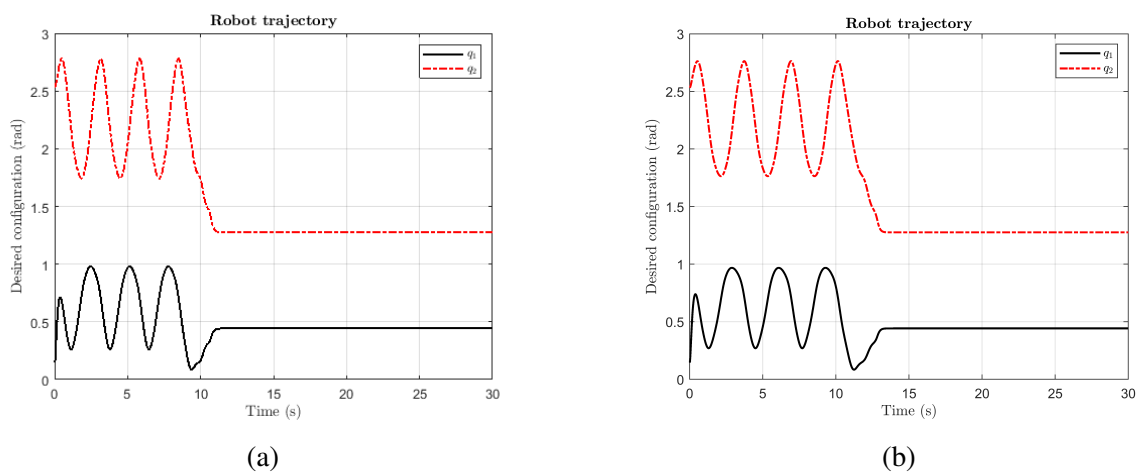 Robot trajectory
3
2.5
2
1.5
1
0.5
0
0 5 10 15 20 25 30
Desired configuration (rad)
Time (s)
q₁
q₂
(a)
Robot trajectory
3
2.5
2
1.5
1
0.5
0
0 5 10 15 20 25 30
Desired configuration (rad)
Time (s)
q₁
q₂
(b)